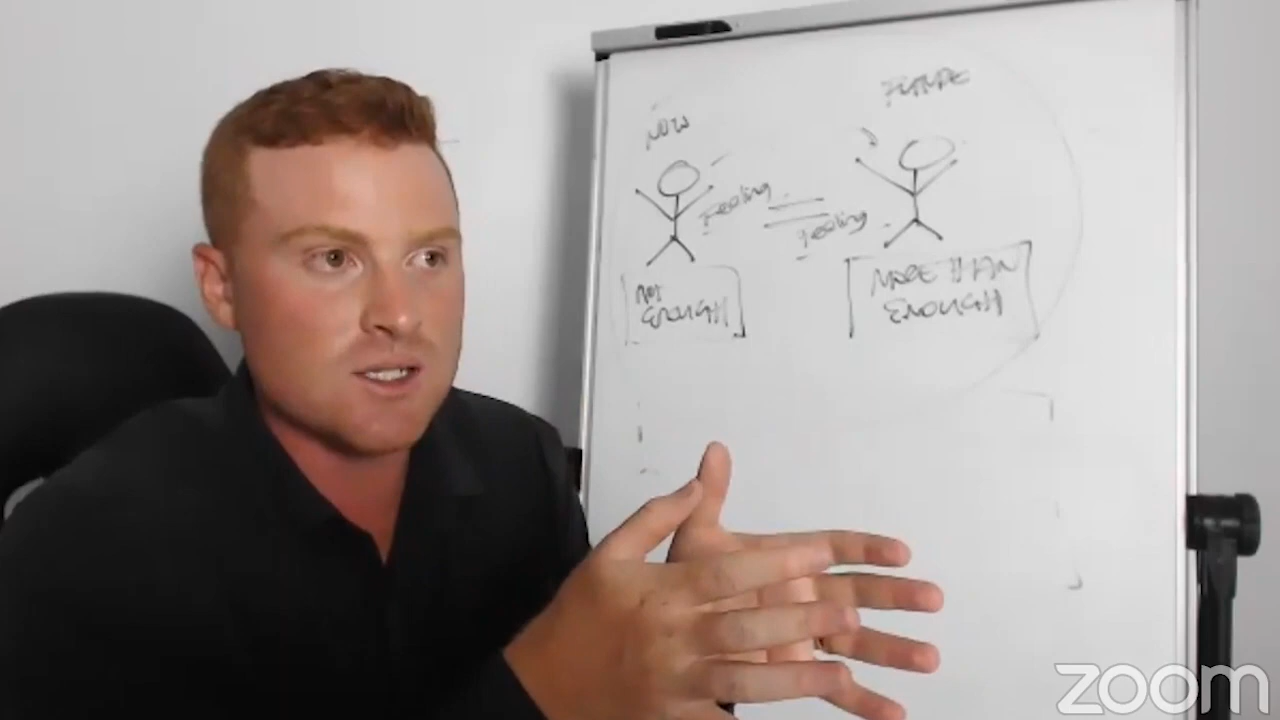 NOW
FUTURE
Feeling
Feeling
NOT
ENOUGH
MORE THAN
ENOUGH
zoom